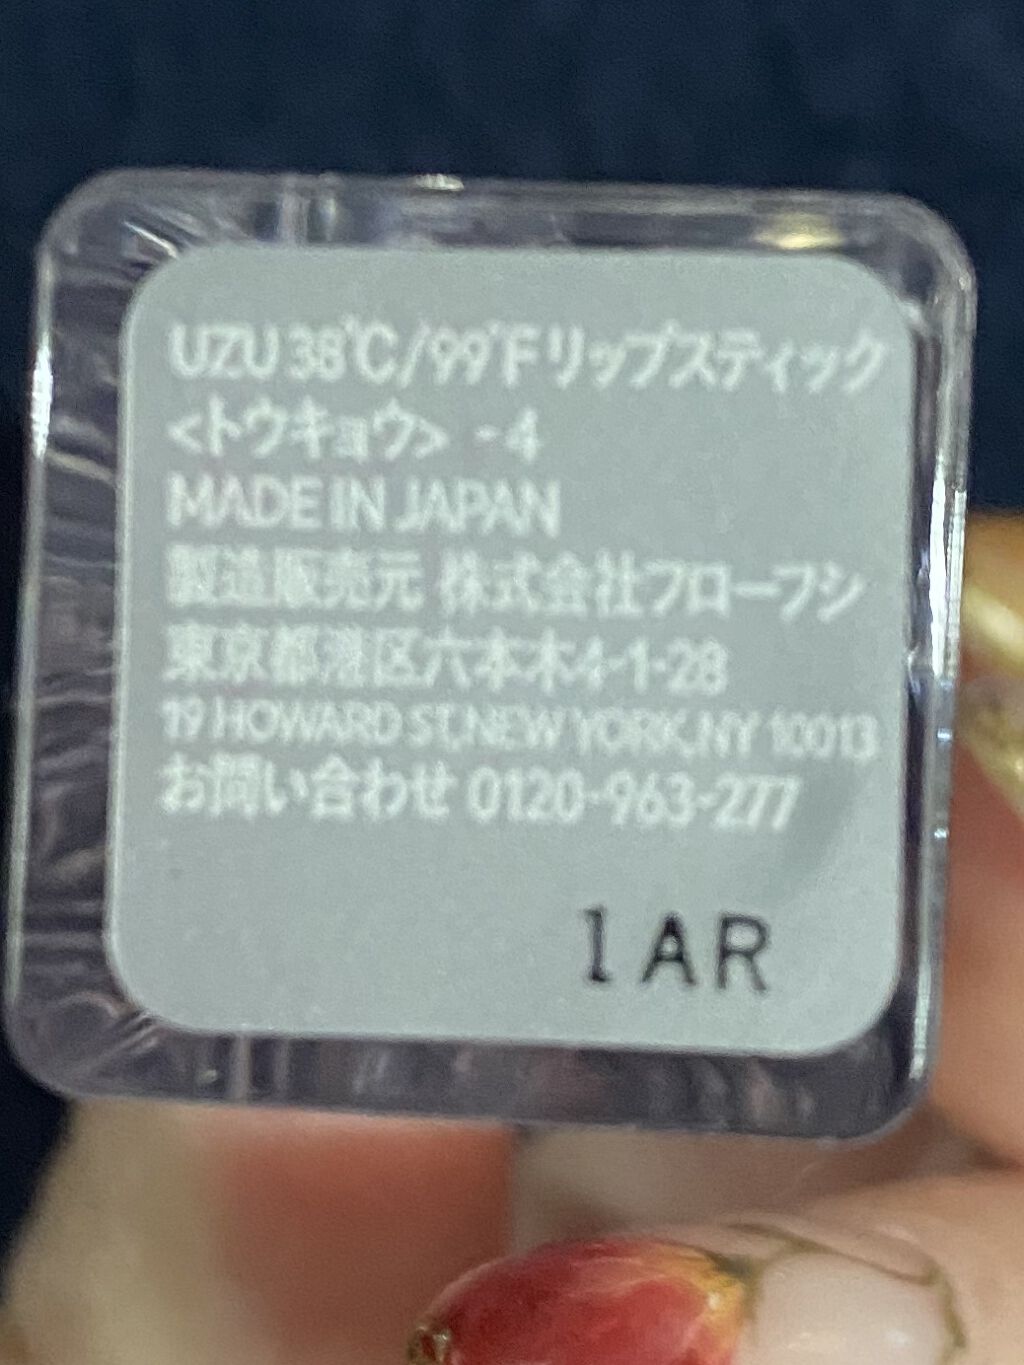 UZU 38℃/99℉リップスティック
<トウキョウ> -4
MADE IN JAPAN
製造販売元 株式会社フローフシ
東京都港区六本木4-1-28
19 HOWARD ST.,NEW YORK,NY 10013
お問い合わせ 0120-963-277
1AR